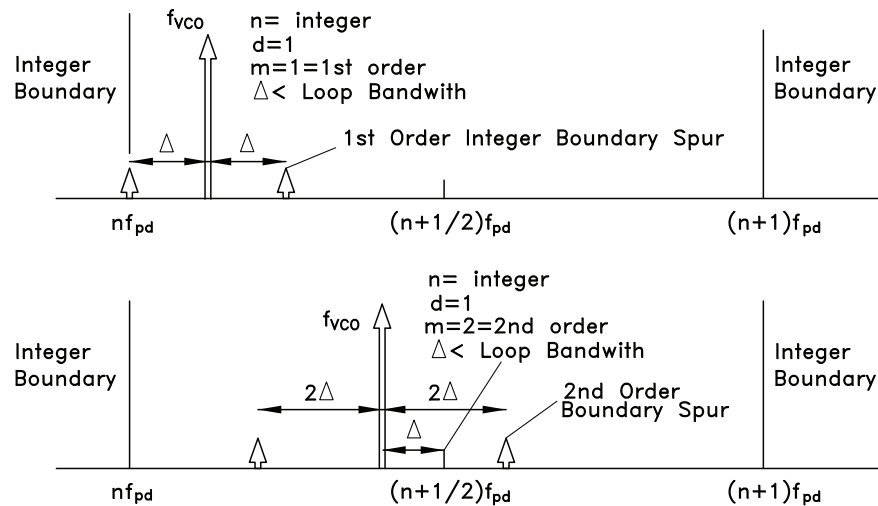 fVCO
n= integer
d=1
m=1=1st order
Δ< Loop Bandwith
Integer
Boundary
Integer
Boundary
Δ
Δ
1st Order Integer Boundary Spur
nfpd
(n+1/2)fpd
(n+1)fpd
n= integer
d=1
m=2=2nd order
Δ< Loop Bandwith
fVCO
Integer
Boundary
Integer
Boundary
2Δ
2Δ
Δ
2nd Order
Boundary Spur
nfpd
(n+1/2)fpd
(n+1)fpd